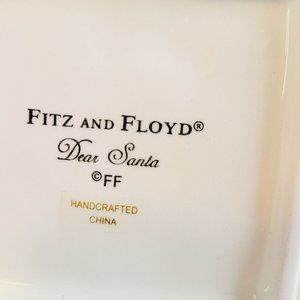 FITZ AND FLOYD®
Dear Santa
©FF
HANDCRAFTED
CHINA